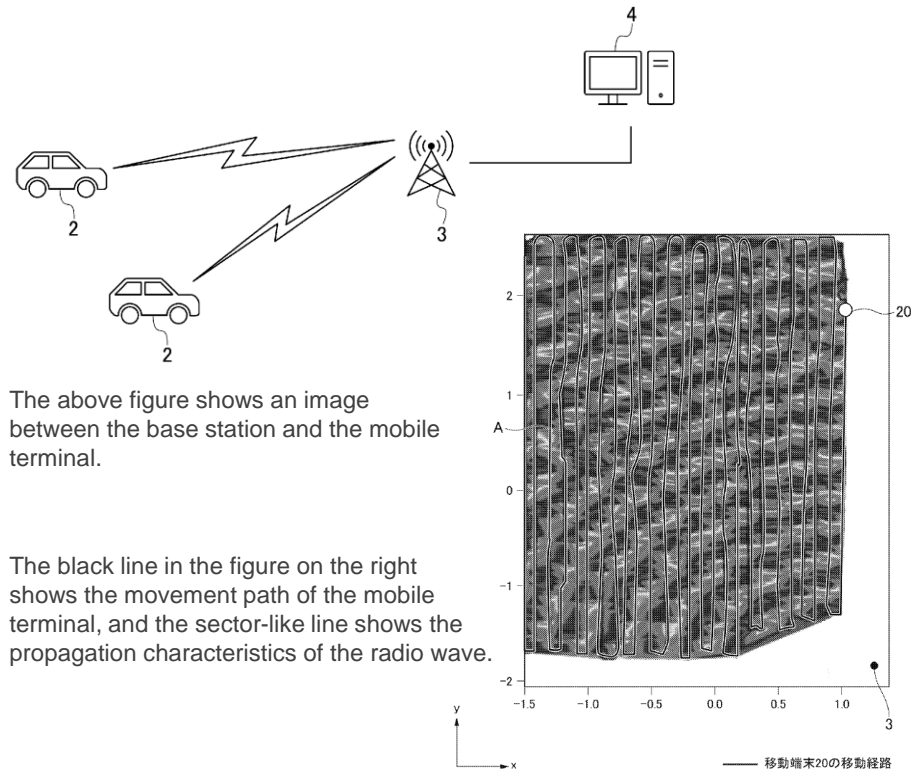 4
2
3
2
The above figure shows an image
between the base station and the mobile
terminal.
The black line in the figure on the right
shows the movement path of the mobile
terminal, and the sector-like line shows the
propagation characteristics of the radio wave.
20
2
1
A
0
-1
-2
-1.5 -1.0 -0.5 0.0 0.5 1.0
3
y
x
移動端末20の移動経路